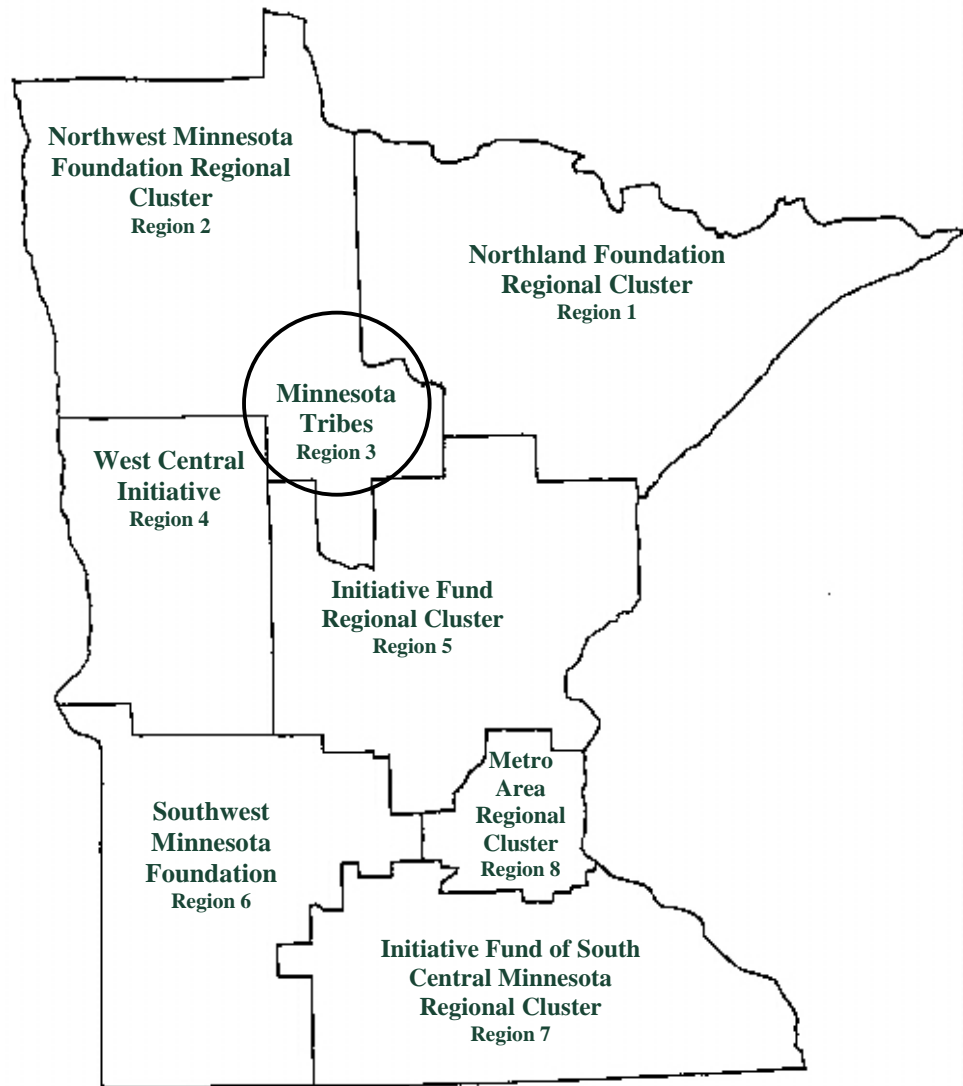 Northwest Minnesota
Foundation Regional
Cluster
Region 2
Northland Foundation
Regional Cluster
Region 1
Minnesota
Tribes
Region 3
West Central
Initiative
Region 4
Initiative Fund
Regional Cluster
Region 5
Metro
Area
Regional
Cluster
Region 8
Southwest
Minnesota
Foundation
Region 6
Initiative Fund of South
Central Minnesota
Regional Cluster
Region 7